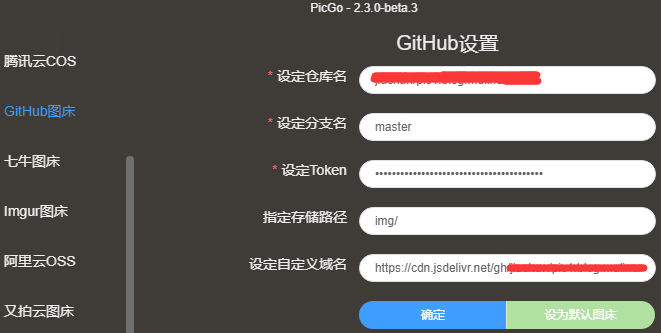 PicGo - 2.3.0-beta.3
GitHub设置
腾讯云COS
GitHub图床
七牛图床
Imgur图床
阿里云OSS
又拍云图床
* 设定仓库名
* 设定分支名
master
* 设定Token
••••••••••••••••••••••••••••••••••••••••
指定存储路径
img/
设定自定义域名
https://cdn.jsdelivr.net/gh/
确定
设为默认图床